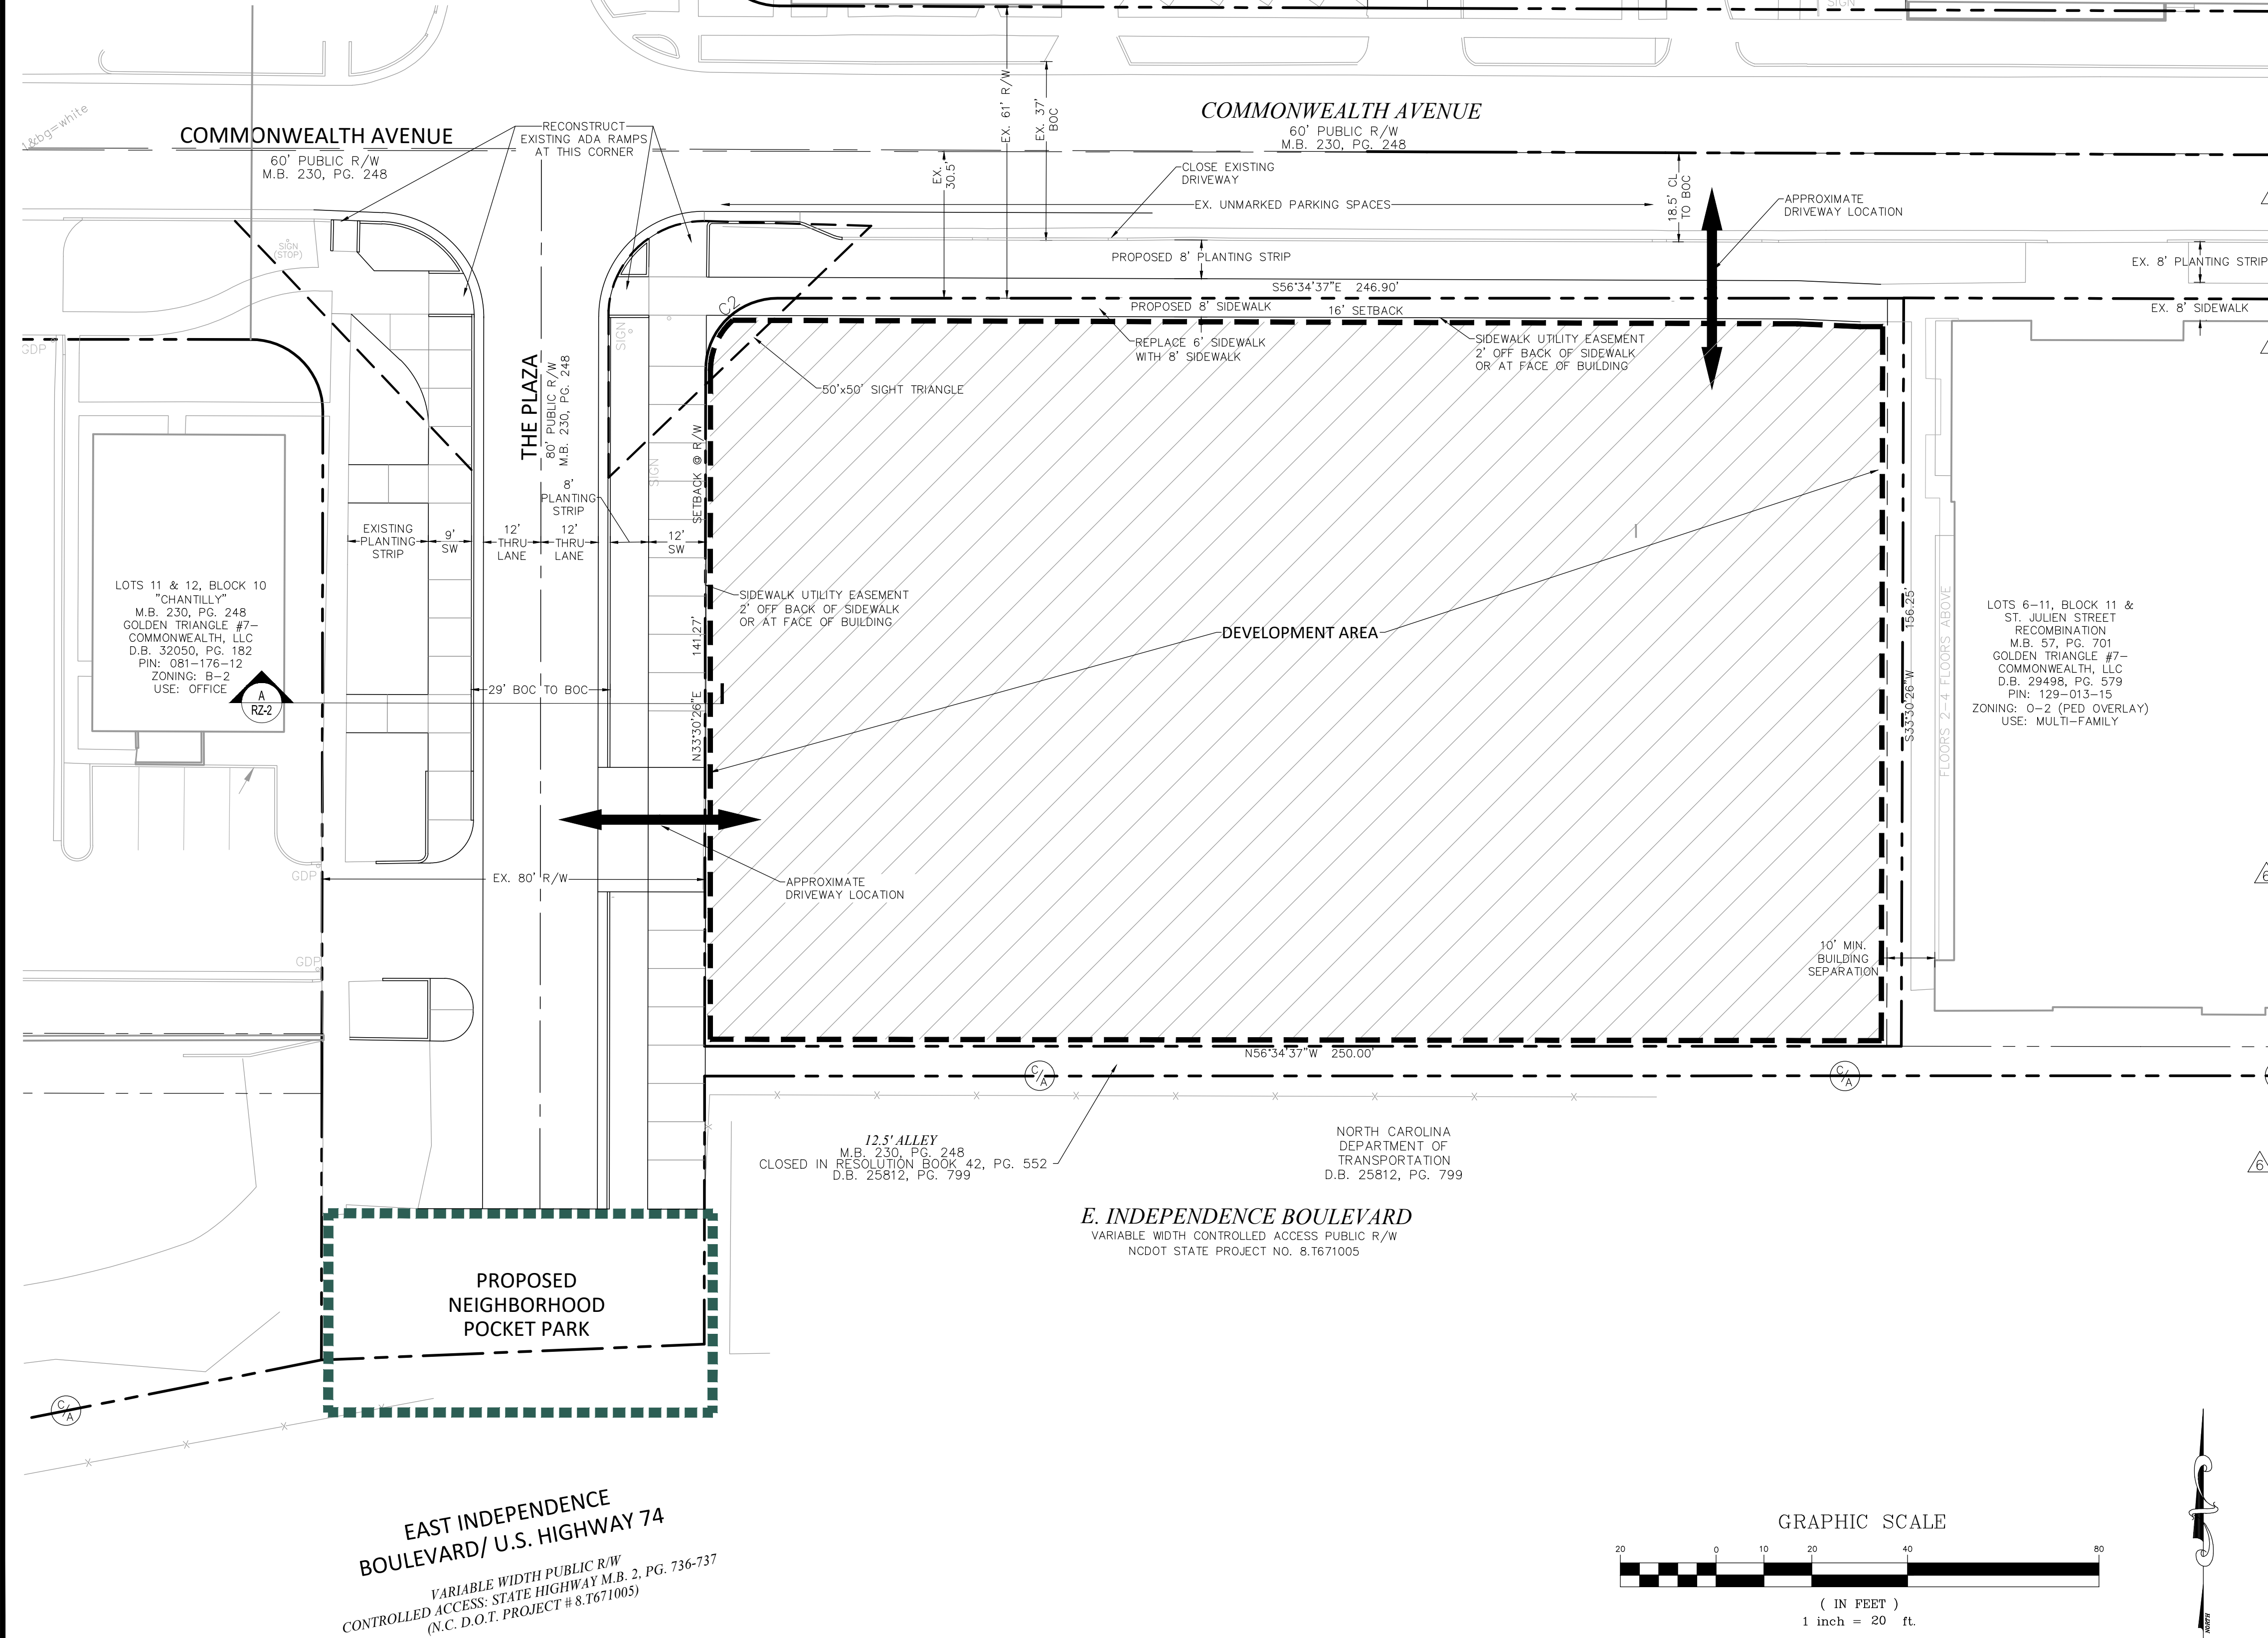 SIGN
&bg=white
COMMONWEALTH AVENUE
60' PUBLIC R/W
M.B. 230, PG. 248
RECONSTRUCT
EXISTING ADA RAMPS
AT THIS CORNER
EX. 61' R/W
EX. 37'
BOC
EX.
30.5'
COMMONWEALTH AVENUE
60' PUBLIC R/W
M.B. 230, PG. 248
CLOSE EXISTING
DRIVEWAY
EX. UNMARKED PARKING SPACES
18.5' CL
TO BOC
APPROXIMATE
DRIVEWAY LOCATION
SIGN
(STOP)
PROPOSED 8' PLANTING STRIP
EX. 8' PLANTING STRIP
S56°34'37"E 246.90'
C2
PROPOSED 8' SIDEWALK
16' SETBACK
EX. 8' SIDEWALK
REPLACE 6' SIDEWALK
WITH 8' SIDEWALK
SIDEWALK UTILITY EASEMENT
2' OFF BACK OF SIDEWALK
OR AT FACE OF BUILDING
50'x50' SIGHT TRIANGLE
GDP
SIGN
THE PLAZA
80' PUBLIC R/W
M.B. 230, PG. 248
SETBACK @ R/W
SIGN
8'
PLANTING
STRIP
EXISTING
PLANTING
STRIP
9'
SW
12'
THRU
LANE
12'
THRU
LANE
12'
SW
LOTS 11 & 12, BLOCK 10
"CHANTILLY"
M.B. 230, PG. 248
GOLDEN TRIANGLE #7-
COMMONWEALTH, LLC
D.B. 32050, PG. 182
PIN: 081-176-12
ZONING: B-2
USE: OFFICE
A
RZ-2
29' BOC TO BOC
SIDEWALK UTILITY EASEMENT
2' OFF BACK OF SIDEWALK
OR AT FACE OF BUILDING
N33°30'26"E 141.27'
DEVELOPMENT AREA
S33°30'26"W 156.25'
FLOORS 2-4 FLOORS ABOVE
LOTS 6-11, BLOCK 11 &
ST. JULIEN STREET
RECOMBINATION
M.B. 57, PG. 701
GOLDEN TRIANGLE #7-
COMMONWEALTH, LLC
D.B. 29498, PG. 579
PIN: 129-013-15
ZONING: O-2 (PED OVERLAY)
USE: MULTI-FAMILY
GDP
EX. 80' R/W
APPROXIMATE
DRIVEWAY LOCATION
6
GDP
10' MIN.
BUILDING
SEPARATION
N56°34'37"W 250.00'
C/A
C/A
12.5' ALLEY
M.B. 230, PG. 248
CLOSED IN RESOLUTION BOOK 42, PG. 552
D.B. 25812, PG. 799
NORTH CAROLINA
DEPARTMENT OF
TRANSPORTATION
D.B. 25812, PG. 799
6
E. INDEPENDENCE BOULEVARD
VARIABLE WIDTH CONTROLLED ACCESS PUBLIC R/W
NCDOT STATE PROJECT NO. 8.T671005
PROPOSED
NEIGHBORHOOD
POCKET PARK
C/A
EAST INDEPENDENCE
BOULEVARD/ U.S. HIGHWAY 74
VARIABLE WIDTH PUBLIC R/W
CONTROLLED ACCESS: STATE HIGHWAY M.B. 2, PG. 736-737
(N.C. D.O.T. PROJECT # 8.T671005)
GRAPHIC SCALE
20 0 10 20 40 80
( IN FEET )
1 inch = 20 ft.
NORTH